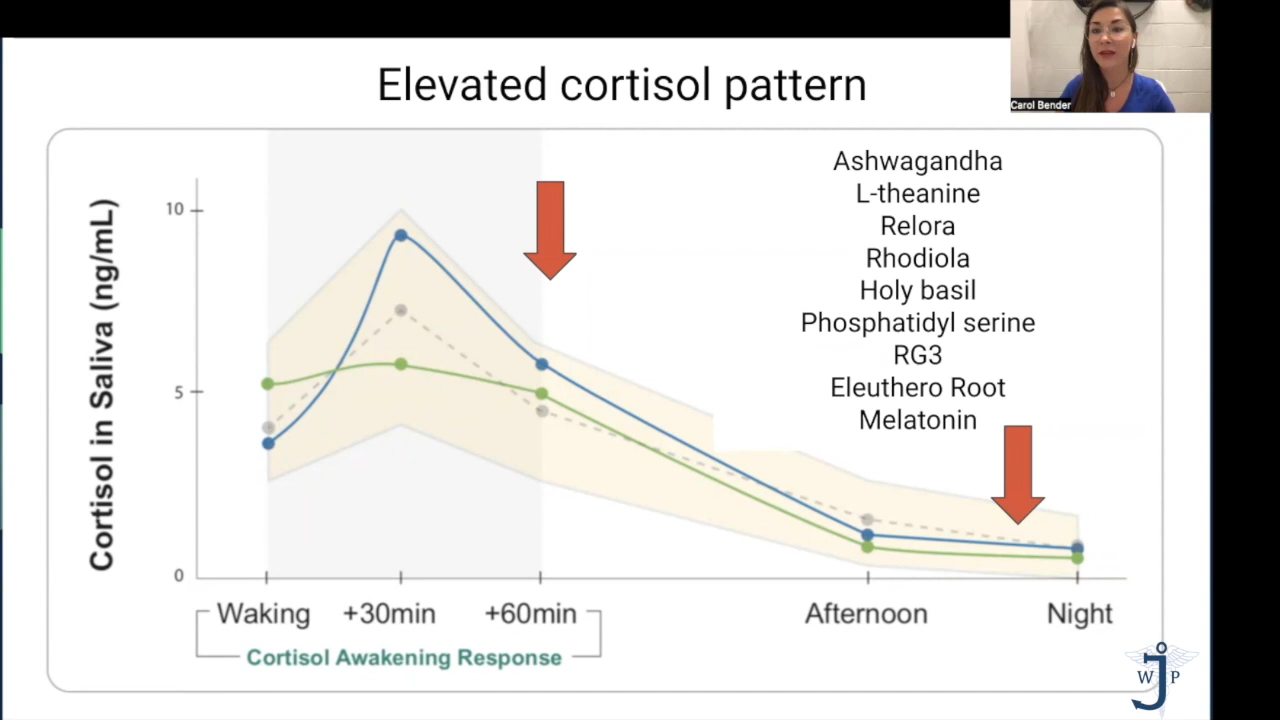 Elevated cortisol pattern
Carol Bender
Ashwagandha
L-theanine
Relora
Rhodiola
Holy basil
Phosphatidyl serine
RG3
Eleuthero Root
Melatonin
Cortisol in Saliva (ng/mL)
10
5
0
Waking +30min +60min Afternoon Night
Cortisol Awakening Response
W J P